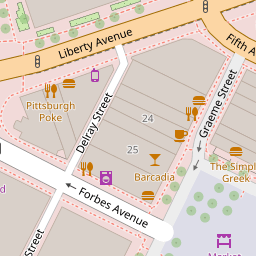 Liberty Avenue
Fifth A
Pittsburgh
Poke
Delray Street
24
Graeme Street
25
Barcadia
The Simpl
Greek
Forbes Avenue
d
Street
Market